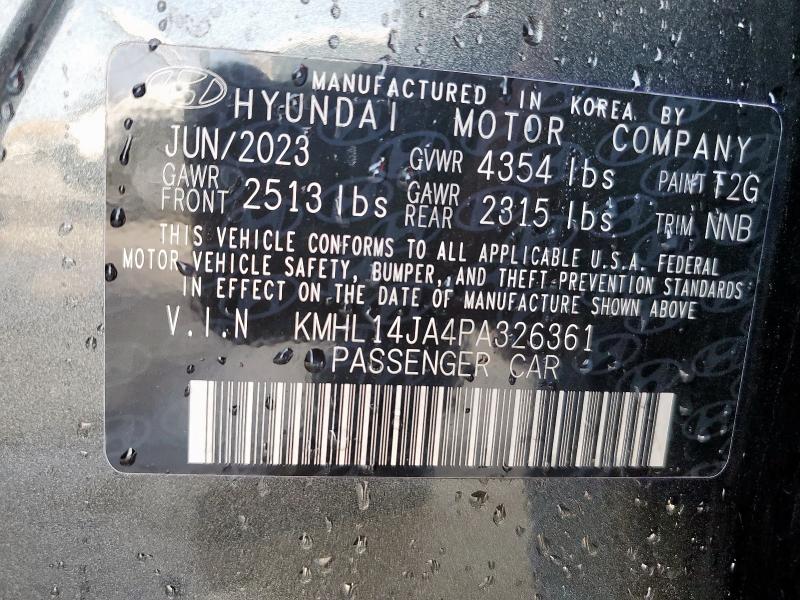 MANUFACTURED IN KOREA BY
HYUNDAI MOTOR COMPANY
JUN/2023 GVWR 4354 lbs PAINT T2G
GAWR FRONT 2513 lbs GAWR REAR 2315 lbs TRIM NNB
THIS VEHICLE CONFORMS TO ALL APPLICABLE U.S.A. FEDERAL
MOTOR VEHICLE SAFETY, BUMPER, AND THEFT-PREVENTION STANDARDS
IN EFFECT ON THE DATE OF MANUFACTURE SHOWN ABOVE
V.I.N KMHL14JA4PA326361
PASSENGER CAR